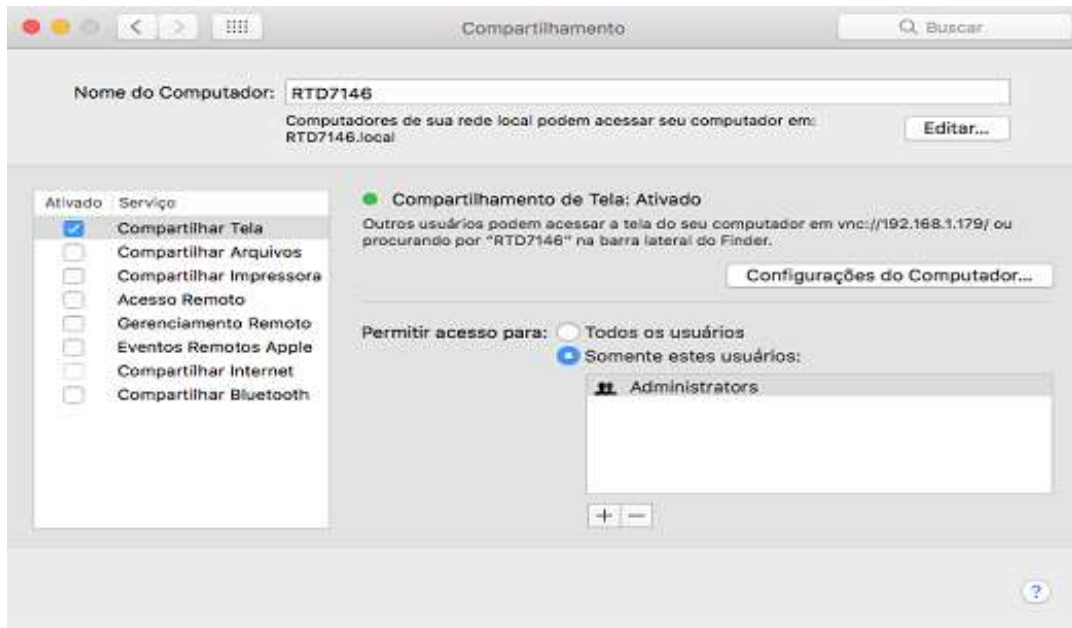 Compartilhamento
Buscar
Nome do Computador: RTD7146
Computadores de sua rede local podem acessar seu computador em:
RTD7146.local
Editar...
Ativado Serviço
Compartilhar Tela
Compartilhar Arquivos
Compartilhar Impressora
Acesso Remoto
Gerenciamento Remoto
Eventos Remotos Apple
Compartilhar Internet
Compartilhar Bluetooth
Compartilhamento de Tela: Ativado
Outros usuários podem acessar a tela do seu computador em vnc://192.168.1.179/ ou
procurando por "RTD7146" na barra lateral do Finder.
Configurações do Computador...
Permitir acesso para: Todos os usuários
Somente estes usuários:
Administrators
+ −
?